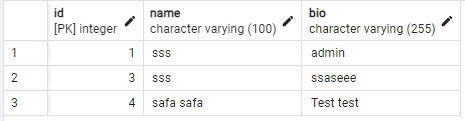 id name bio
[PK] integer character varying (100) character varying (255)
1 1 sss admin
2 3 sss ssaseee
3 4 safa safa Test test